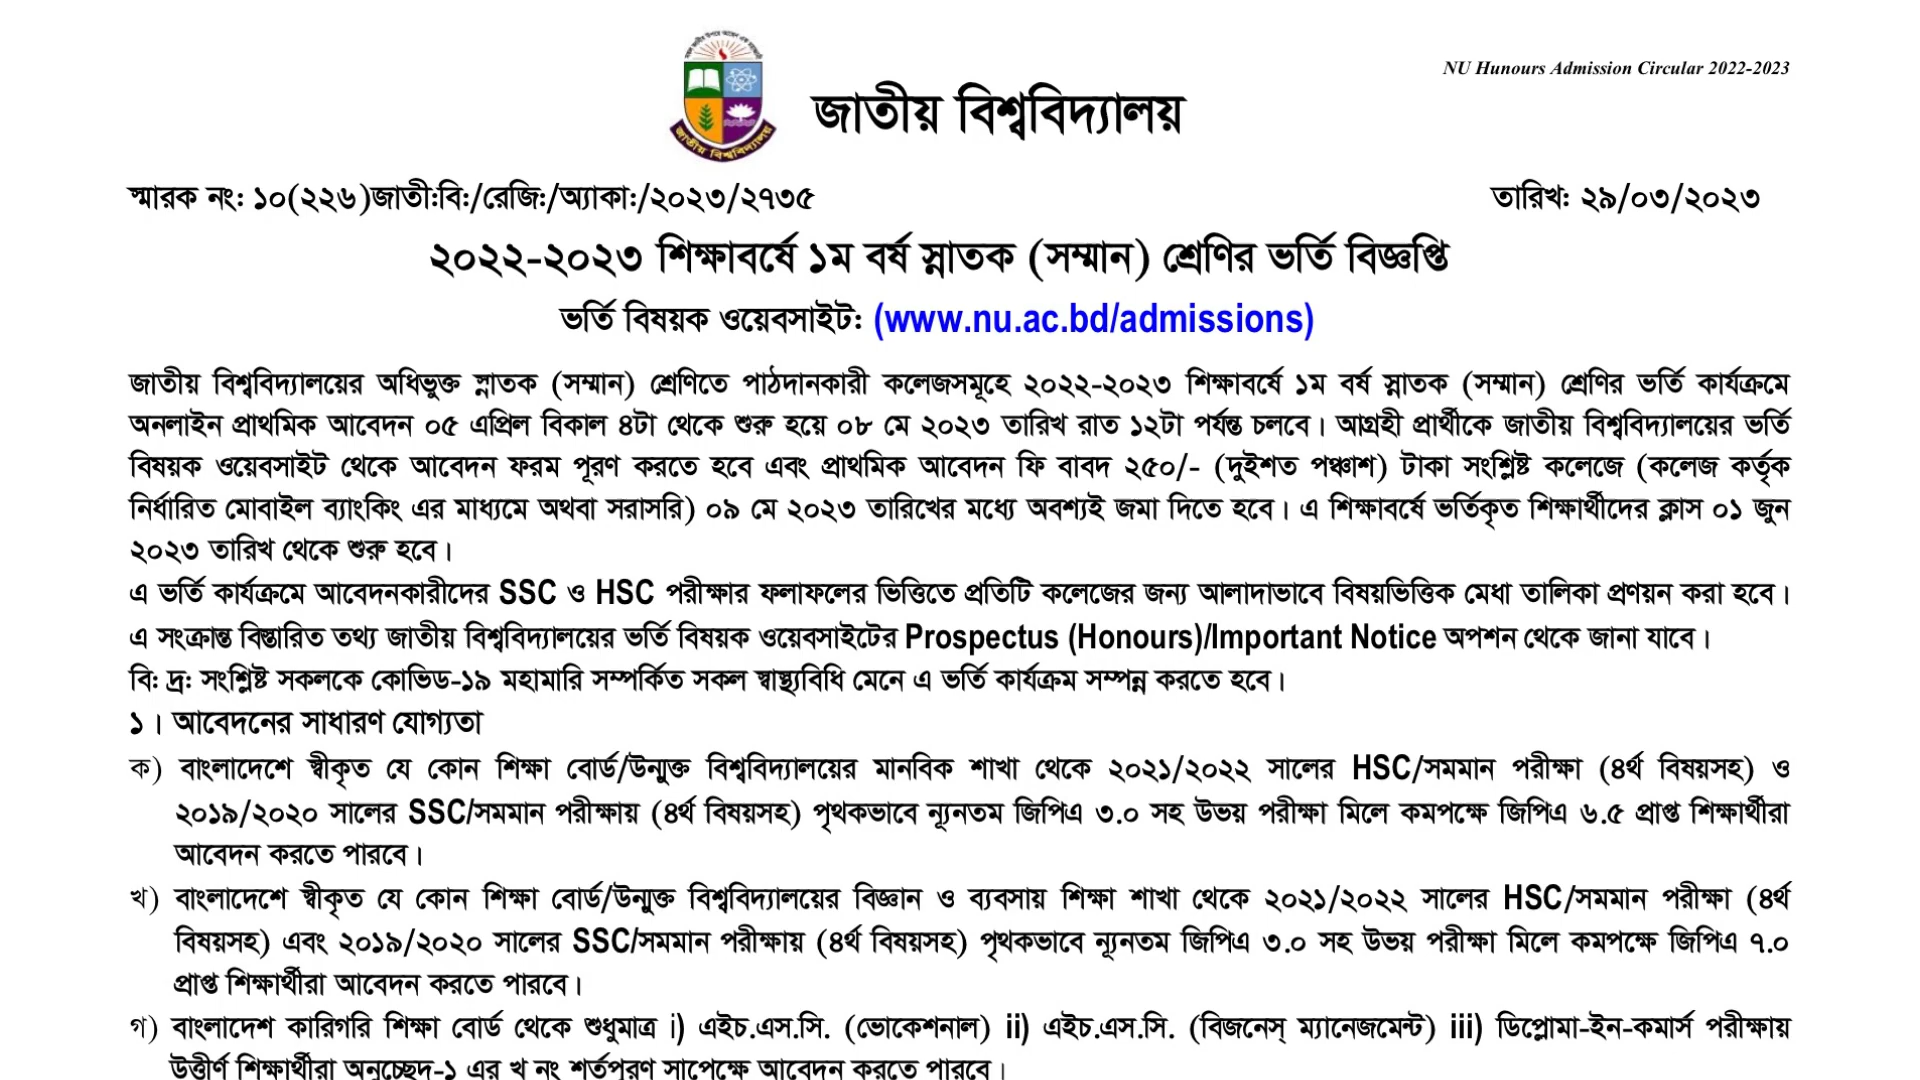 NU Hunours Admission Circular 2022-2023
জাতীয় বিশ্ববিদ্যালয়
জাতীয় বিশ্ববিদ্যালয়
স্মারক নং: ১০(২২৬)জাতী:বি:/রেজি:/অ্যাকা:/২০২৩/২৭৩৫ তারিখ: ২৯/০৩/২০২৩
২০২২-২০২৩ শিক্ষাবর্ষে ১ম বর্ষ স্নাতক (সম্মান) শ্রেণির ভর্তি বিজ্ঞপ্তি
ভর্তি বিষয়ক ওয়েবসাইট: (www.nu.ac.bd/admissions)
জাতীয় বিশ্ববিদ্যালয়ের অধিভুক্ত স্নাতক (সম্মান) শ্রেণিতে পাঠদানকারী কলেজসমূহে ২০২২-২০২৩ শিক্ষাবর্ষে ১ম বর্ষ স্নাতক (সম্মান) শ্রেণির ভর্তি কার্যক্রমে
অনলাইন প্রাথমিক আবেদন ০৫ এপ্রিল বিকাল ৪টা থেকে শুরু হয়ে ০৮ মে ২০২৩ তারিখ রাত ১২টা পর্যন্ত চলবে। আগ্রহী প্রার্থীকে জাতীয় বিশ্ববিদ্যালয়ের ভর্তি
বিষয়ক ওয়েবসাইট থেকে আবেদন ফরম পূরণ করতে হবে এবং প্রাথমিক আবেদন ফি বাবদ ২৫০/- (দুইশত পঞ্চাশ) টাকা সংশ্লিষ্ট কলেজে (কলেজ কর্তৃক
নির্ধারিত মোবাইল ব্যাংকিং এর মাধ্যমে অথবা সরাসরি) ০৯ মে ২০২৩ তারিখের মধ্যে অবশ্যই জমা দিতে হবে। এ শিক্ষাবর্ষে ভর্তিকৃত শিক্ষার্থীদের ক্লাস ০১ জুন
২০২৩ তারিখ থেকে শুরু হবে।
এ ভর্তি কার্যক্রমে আবেদনকারীদের SSC ও HSC পরীক্ষার ফলাফলের ভিত্তিতে প্রতিটি কলেজের জন্য আলাদাভাবে বিষয়ভিত্তিক মেধা তালিকা প্রণয়ন করা হবে।
এ সংক্রান্ত বিস্তারিত তথ্য জাতীয় বিশ্ববিদ্যালয়ের ভর্তি বিষয়ক ওয়েবসাইটের Prospectus (Honours)/Important Notice অপশন থেকে জানা যাবে।
বি: দ্র: সংশ্লিষ্ট সকলকে কোভিড-১৯ মহামারি সম্পর্কিত সকল স্বাস্থ্যবিধি মেনে এ ভর্তি কার্যক্রম সম্পন্ন করতে হবে।
১। আবেদনের সাধারণ যোগ্যতা
ক) বাংলাদেশে স্বীকৃত যে কোন শিক্ষা বোর্ড/উন্মুক্ত বিশ্ববিদ্যালয়ের মানবিক শাখা থেকে ২০২১/২০২২ সালের HSC/সমমান পরীক্ষা (৪র্থ বিষয়সহ) ও
২০১৯/২০২০ সালের SSC/সমমান পরীক্ষায় (৪র্থ বিষয়সহ) পৃথকভাবে ন্যূনতম জিপিএ ৩.০ সহ উভয় পরীক্ষা মিলে কমপক্ষে জিপিএ ৬.৫ প্রাপ্ত শিক্ষার্থীরা
আবেদন করতে পারবে।
খ) বাংলাদেশে স্বীকৃত যে কোন শিক্ষা বোর্ড/উন্মুক্ত বিশ্ববিদ্যালয়ের বিজ্ঞান ও ব্যবসায় শিক্ষা শাখা থেকে ২০২১/২০২২ সালের HSC/সমমান পরীক্ষা (৪র্থ
বিষয়সহ) এবং ২০১৯/২০২০ সালের SSC/সমমান পরীক্ষায় (৪র্থ বিষয়সহ) পৃথকভাবে ন্যূনতম জিপিএ ৩.০ সহ উভয় পরীক্ষা মিলে কমপক্ষে জিপিএ ৭.০
প্রাপ্ত শিক্ষার্থীরা আবেদন করতে পারবে।
গ) বাংলাদেশ কারিগরি শিক্ষা বোর্ড থেকে শুধুমাত্র i) এইচ.এস.সি. (ভোকেশনাল) ii) এইচ.এস.সি. (বিজনেস্ ম্যানেজমেন্ট) iii) ডিপ্লোমা-ইন-কমার্স পরীক্ষায়
উত্তীর্ণ শিক্ষার্থীরা অনুচ্ছেদ-১ এর খ নং শর্তপূরণ সাপেক্ষে আবেদন করতে পারবে।